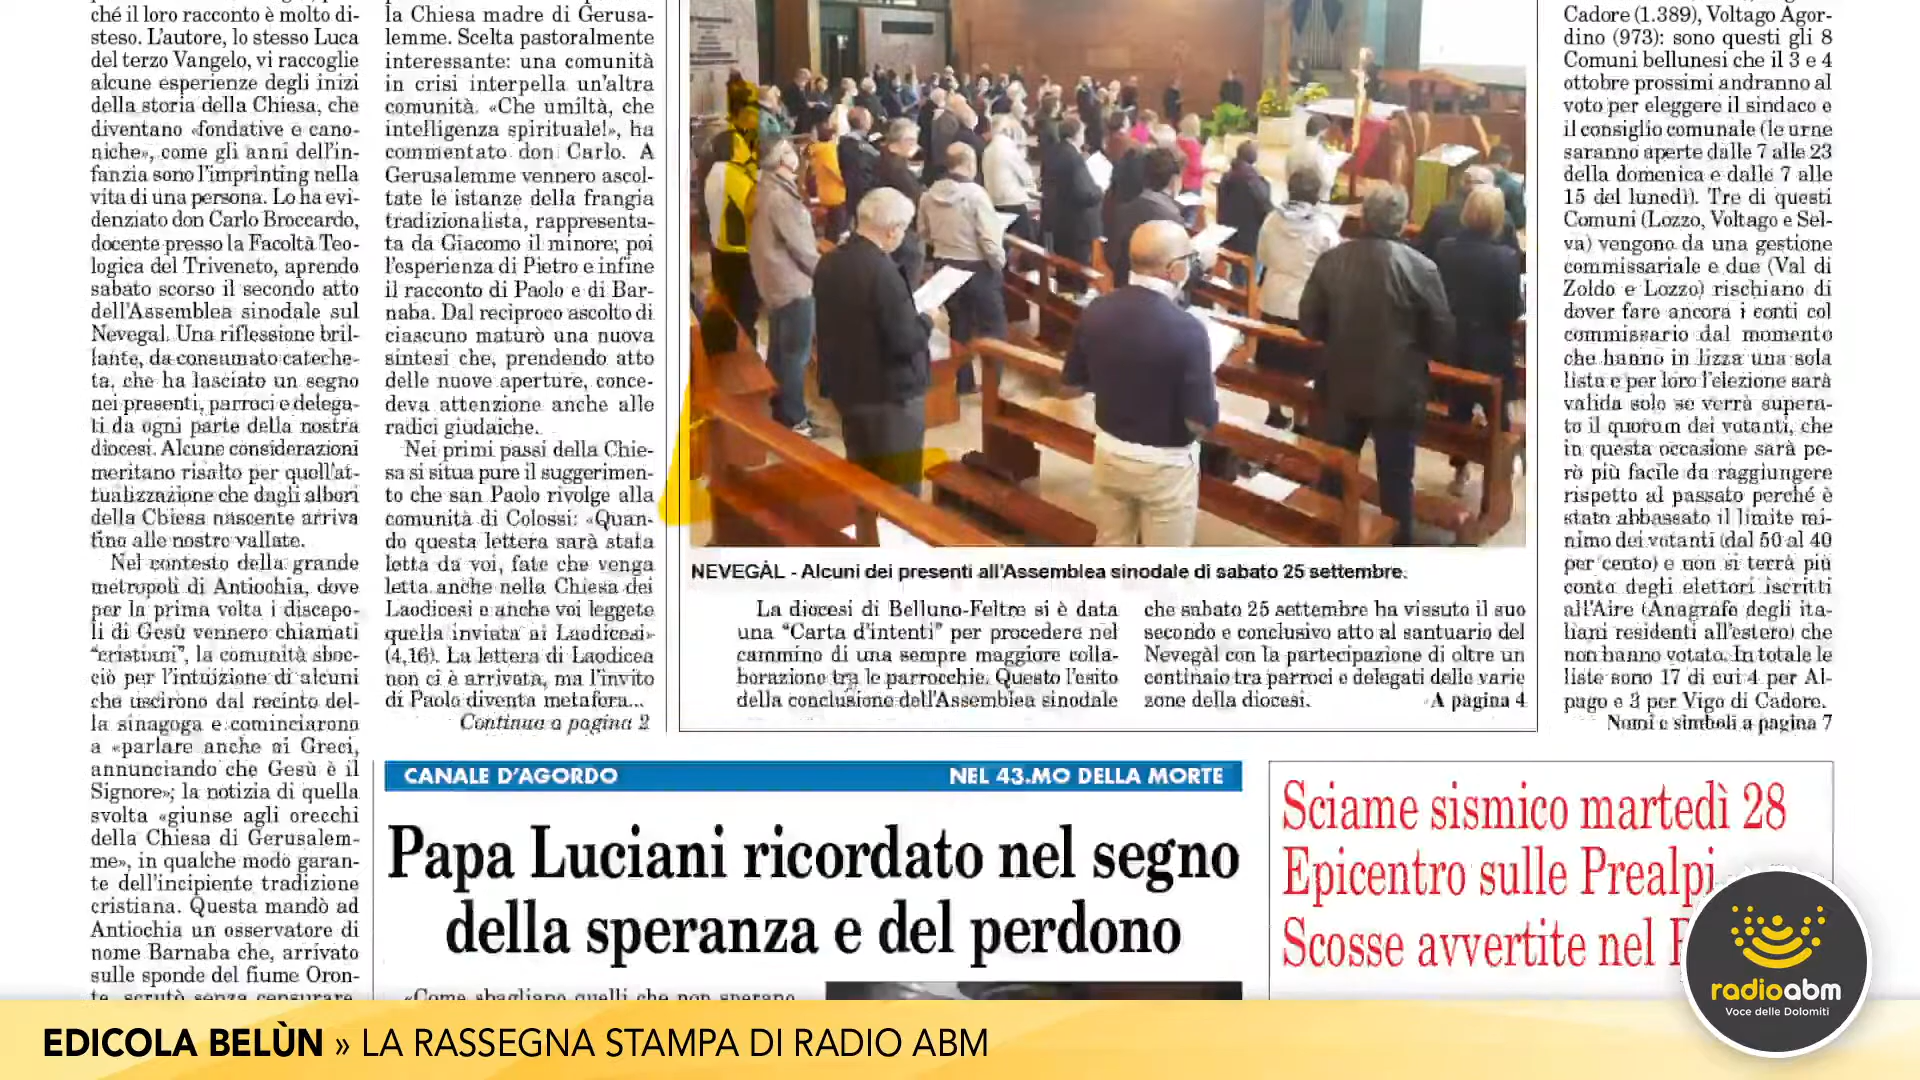 ché il loro racconto è molto di-
steso. L'autore, lo stesso Luca
del terzo Vangelo, vi raccoglie
alcune esperienze degli inizi
della storia della Chiesa, che
diventano «fondative e cano-
niche», come gli anni dell'in-
fanzia sono l'imprinting nella
vita di una persona. Lo ha evi-
denziato don Carlo Broccardo,
docente presso la Facoltà Teo-
logica del Triveneto, aprendo
sabato scorso il secondo atto
dell'Assemblea sinodale sul
Nevegal. Una riflessione bril-
lante, da consumato cateche-
ta, che ha lasciato un segno
nei presenti, parroci e delega-
ti da ogni parte della nostra
diocesi. Alcune considerazioni
meritano risalto per quell'at-
tualizzazione che dagli albori
della Chiesa nascente arriva
fino alle nostre vallate.
Nel contesto della grande
metropoli di Antiochia, dove
per la prima volta i discepo-
li di Gesù vennero chiamati
"cristiani", la comunità sboc-
ciò per l'intuizione di alcuni
che uscirono dal recinto del-
la sinagoga e cominciarono
a «parlare anche ai Greci,
annunciando che Gesù è il
Signore»; la notizia di quella
svolta «giunse agli orecchi
della Chiesa di Gerusalem-
me», in qualche modo garan-
te dell'incipiente tradizione
cristiana. Questa mandò ad
Antiochia un osservatore di
nome Barnaba che, arrivato
sulle sponde del fiume Oron-
te, scrutò senza censurare,
la Chiesa madre di Gerusa-
lemme. Scelta pastoralmente
interessante: una comunità
in crisi interpella un'altra
comunità. «Che umiltà, che
intelligenza spirituale!», ha
commentato don Carlo. A
Gerusalemme vennero ascol-
tate le istanze della frangia
tradizionalista, rappresenta-
ta da Giacomo il minore; poi
l'esperienza di Pietro e infine
il racconto di Paolo e di Bar-
naba. Dal reciproco ascolto di
ciascuno maturò una nuova
sintesi che, prendendo atto
delle nuove aperture, conce-
deva attenzione anche alle
radici giudaiche.
Nei primi passi della Chie-
sa si situa pure il suggerimen-
to che san Paolo rivolge alla
comunità di Colossi: «Quan-
do questa lettera sarà stata
letta da voi, fate che venga
letta anche nella Chiesa dei
Laodicesi e anche voi leggete
quella inviata ai Laodicesi»
(4,16). La lettera di Laodicea
non ci è arrivata, ma l'invito
di Paolo diventa metafora...
Continua a pagina 2
NEVEGÀL - Alcuni dei presenti all'Assemblea sinodale di sabato 25 settembre.
La diocesi di Belluno-Feltre si è data
una "Carta d'intenti" per procedere nel
cammino di una sempre maggiore colla-
borazione tra le parrocchie. Questo l'esito
della conclusione dell'Assemblea sinodale
che sabato 25 settembre ha vissuto il suo
secondo e conclusivo atto al santuario del
Nevegàl con la partecipazione di oltre un
centinaio tra parroci e delegati delle varie
zone della diocesi.
A pagina 4
Cadore (1.389), Voltago Agor-
dino (973): sono questi gli 8
Comuni bellunesi che il 3 e 4
ottobre prossimi andranno al
voto per eleggere il sindaco e
il consiglio comunale (le urne
saranno aperte dalle 7 alle 23
della domenica e dalle 7 alle
15 del lunedì). Tre di questi
Comuni (Lozzo, Voltago e Sel-
va) vengono da una gestione
commissariale e due (Val di
Zoldo e Lozzo) rischiano di
dover fare ancora i conti col
commissario dal momento
che hanno in lizza una sola
lista e per loro l'elezione sarà
valida solo se verrà supera-
to il quorum dei votanti, che
in questa occasione sarà pe-
rò più facile da raggiungere
rispetto al passato perché è
stato abbassato il limite mi-
nimo dei votanti (dal 50 al 40
per cento) e non si terrà più
conto degli elettori iscritti
all'Aire (Anagrafe degli ita-
liani residenti all'estero) che
non hanno votato. In totale le
liste sono 17 di cui 4 per Al-
pago e 3 per Vigo di Cadore.
Nomi e simboli a pagina 7
CANALE D'AGORDO NEL 43.MO DELLA MORTE
Papa Luciani ricordato nel segno
della speranza e del perdono
«Come sbagliano quelli che non sperano
Sciame sismico martedì 28
Epicentro sulle Prealpi
Scosse avvertite nel
radioabm
Voce delle Dolomiti
EDICOLA BELÙN » LA RASSEGNA STAMPA DI RADIO ABM